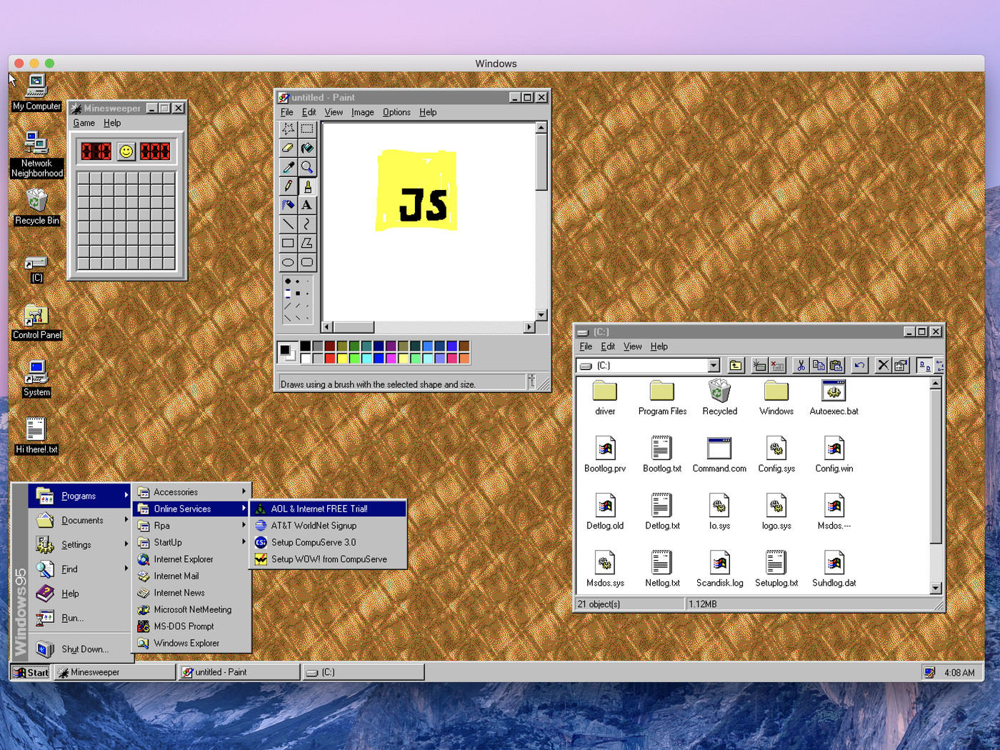 Windows
My Computer
Network
Neighborhood
Recycle Bin
(C)
Control Panel
System
Hi there!.txt
Minesweeper
Game Help
untitled - Paint
File Edit View Image Options Help
A
JS
Draws using a brush with the selected shape and size.
(C:)
File Edit View Help
(C:)
driver Program Files Recycled Windows Autoexec.bat
Bootlog.prv Bootlog.txt Command.com Config.sys Config.win
Detlog.old Detlog.txt Io.sys logo.sys Msdos.---
Msdos.sys Netlog.txt Scandisk.log Setuplog.txt Suhdlog.dat
21 object(s) 1.12MB
Windows95
Programs
Documents
Settings
Find
Help
Run...
Shut Down...
Accessories
Online Services
Rpa
StartUp
Internet Explorer
Internet Mail
Internet News
Microsoft NetMeeting
MS-DOS Prompt
Windows Explorer
AOL & Internet FREE Trial!
AT&T WorldNet Signup
Setup CompuServe 3.0
Setup WOW! from CompuServe
Start Minesweeper untitled - Paint (C:) 4:08 AM